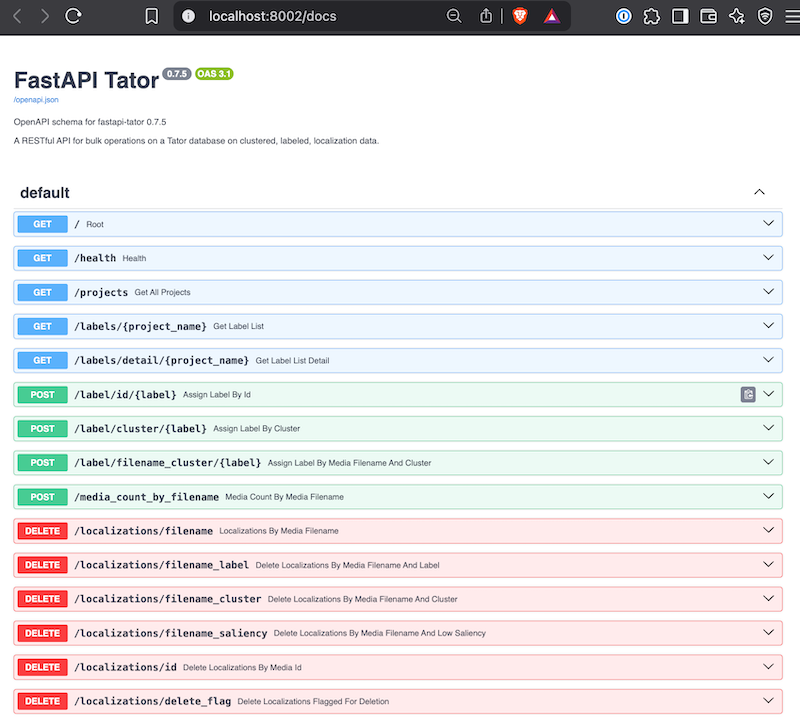 localhost:8002/docs
FastAPI Tator 0.7.5 OAS 3.1
/openapi.json
OpenAPI schema for fastapi-tator 0.7.5
A RESTful API for bulk operations on a Tator database on clustered, labeled, localization data.
default
GET / Root
GET /health Health
GET /projects Get All Projects
GET /labels/{project_name} Get Label List
GET /labels/detail/{project_name} Get Label List Detail
POST /label/id/{label} Assign Label By Id
POST /label/cluster/{label} Assign Label By Cluster
POST /label/filename_cluster/{label} Assign Label By Media Filename And Cluster
POST /media_count_by_filename Media Count By Media Filename
DELETE /localizations/filename Localizations By Media Filename
DELETE /localizations/filename_label Delete Localizations By Media Filename And Label
DELETE /localizations/filename_cluster Delete Localizations By Media Filename And Cluster
DELETE /localizations/filename_saliency Delete Localizations By Media Filename And Low Saliency
DELETE /localizations/id Delete Localizations By Media Id
DELETE /localizations/delete_flag Delete Localizations Flagged For Deletion